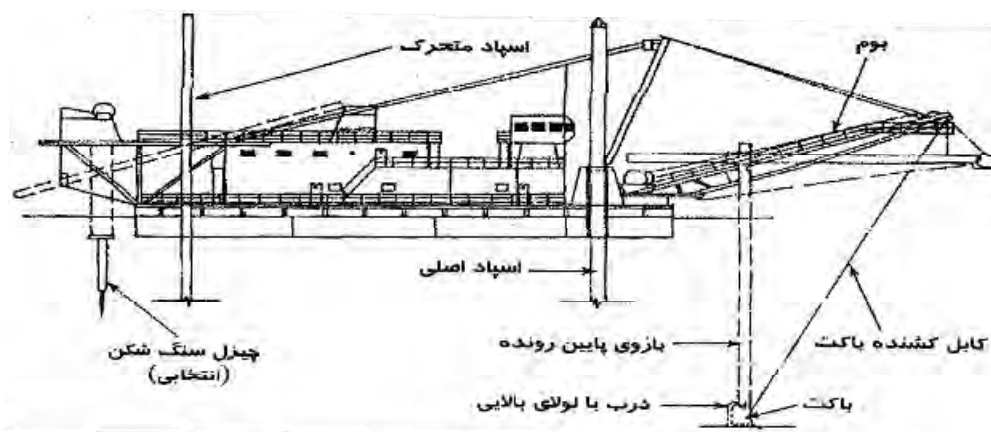 اسپاد متحرک
بوم
اسپاد اصلی
چیزل سنگ شکن
(انتخابی)
بازوی پایین رونده
کابل کشنده باکت
درب با لولای بالایی
باکت